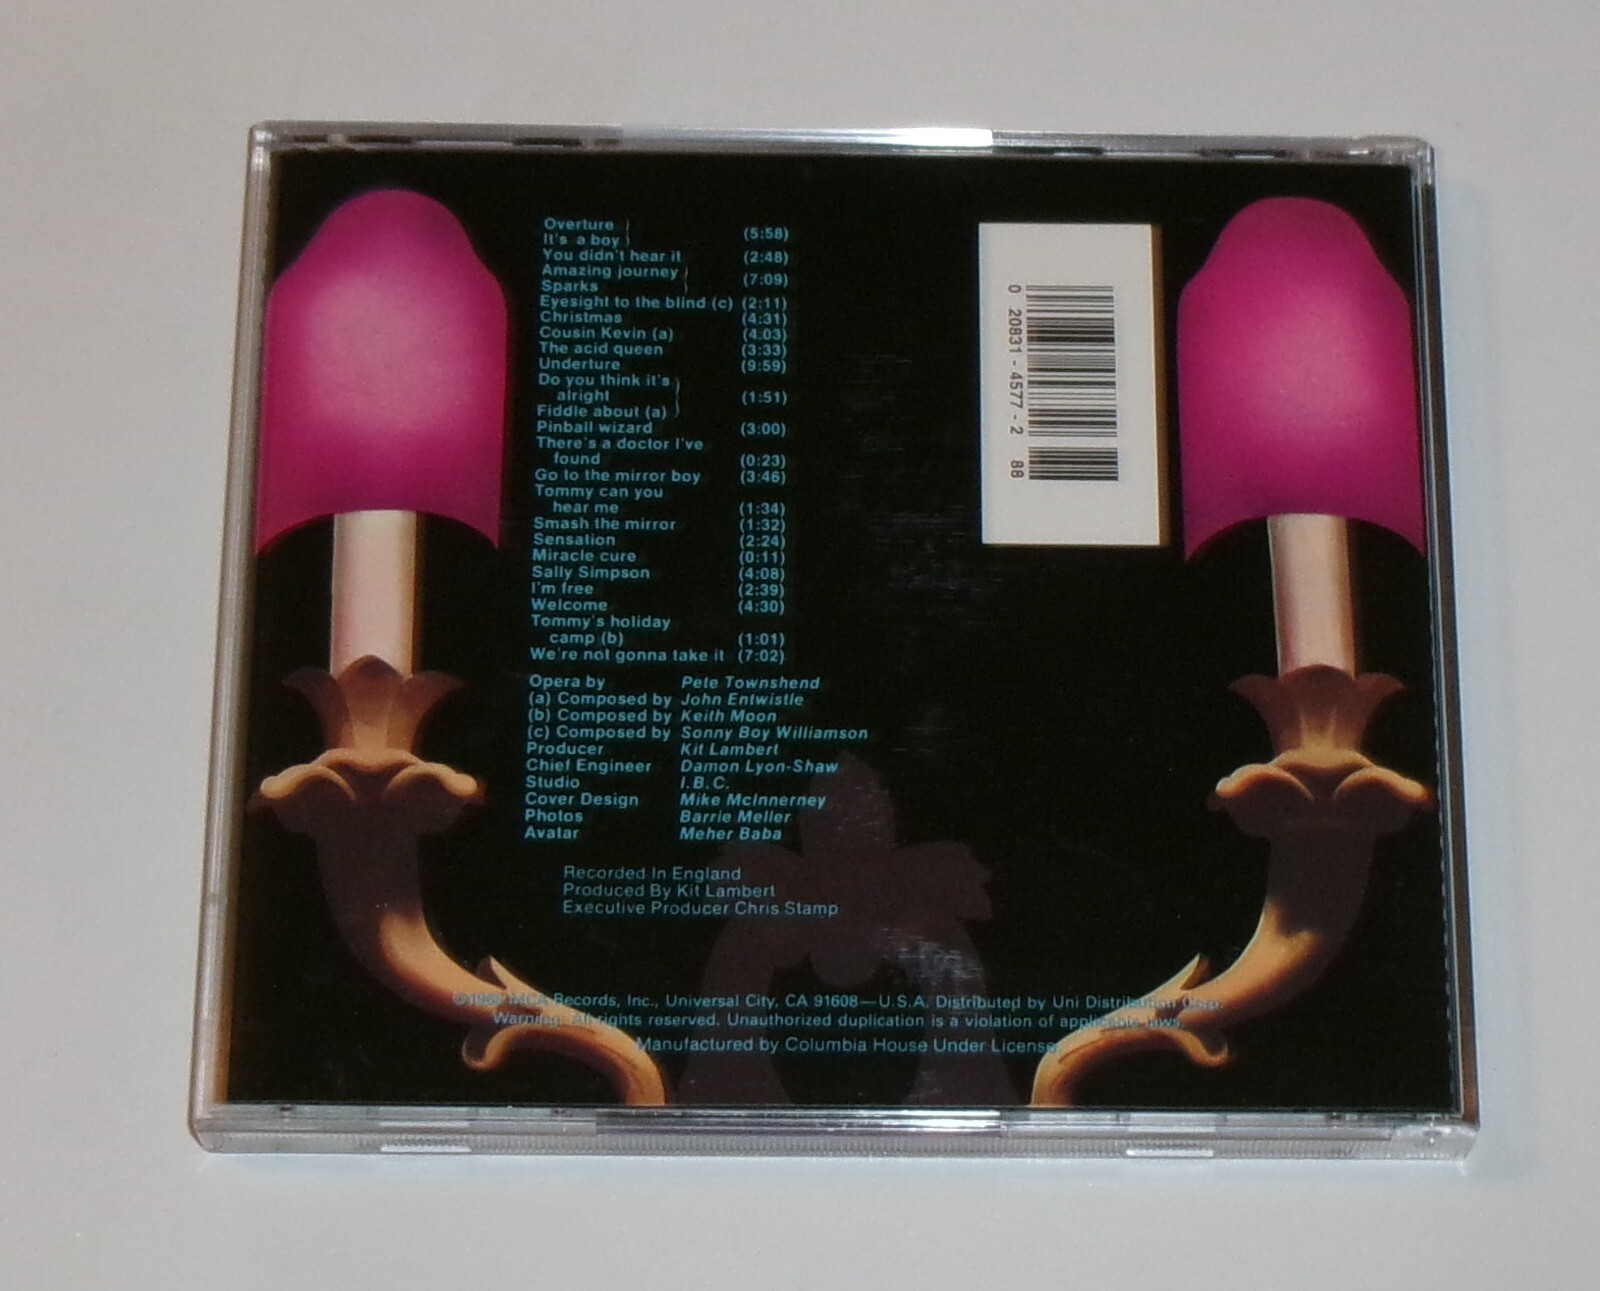 Overture
It's a boy (5:58)
You didn't hear it (2:48)
Amazing journey
Sparks (7:09)
Eyesight to the blind (c) (2:11)
Christmas (4:31)
Cousin Kevin (a) (4.03)
The acid queen (3:33)
Underture (9:59)
Do you think it's
alright (1:51)
Fiddle about (a)
Pinball wizard (3:00)
There's a doctor I've
found (0:23)
Go to the mirror boy (3:46)
Tommy can you
hear me (1:34)
Smash the mirror (1:32)
Sensation (2:24)
Miracle cure (0:11)
Sally Simpson (4:08)
I'm free (2:39)
Welcome (4:30)
Tommy's holiday
camp (b) (1:01)
We're not gonna take it (7:02)
Opera by Pete Townshend
(a) Composed by John Entwistle
(b) Composed by Keith Moon
(c) Composed by Sonny Boy Williamson
Producer Kit Lambert
Chief Engineer Damon Lyon-Shaw
Studio I.B.C.
Cover Design Mike McInnerney
Photos Barrie Meller
Avatar Meher Baba
Recorded In England
Produced By Kit Lambert
Executive Producer Chris Stamp
MCA Records, Inc., Universal City, CA 91608—U.S.A. Distributed by Uni Distribution Corp.
Warning: All rights reserved. Unauthorized duplication is a violation of applicable laws.
Manufactured by Columbia House Under License.
0 20831 - 4577 - 2 88